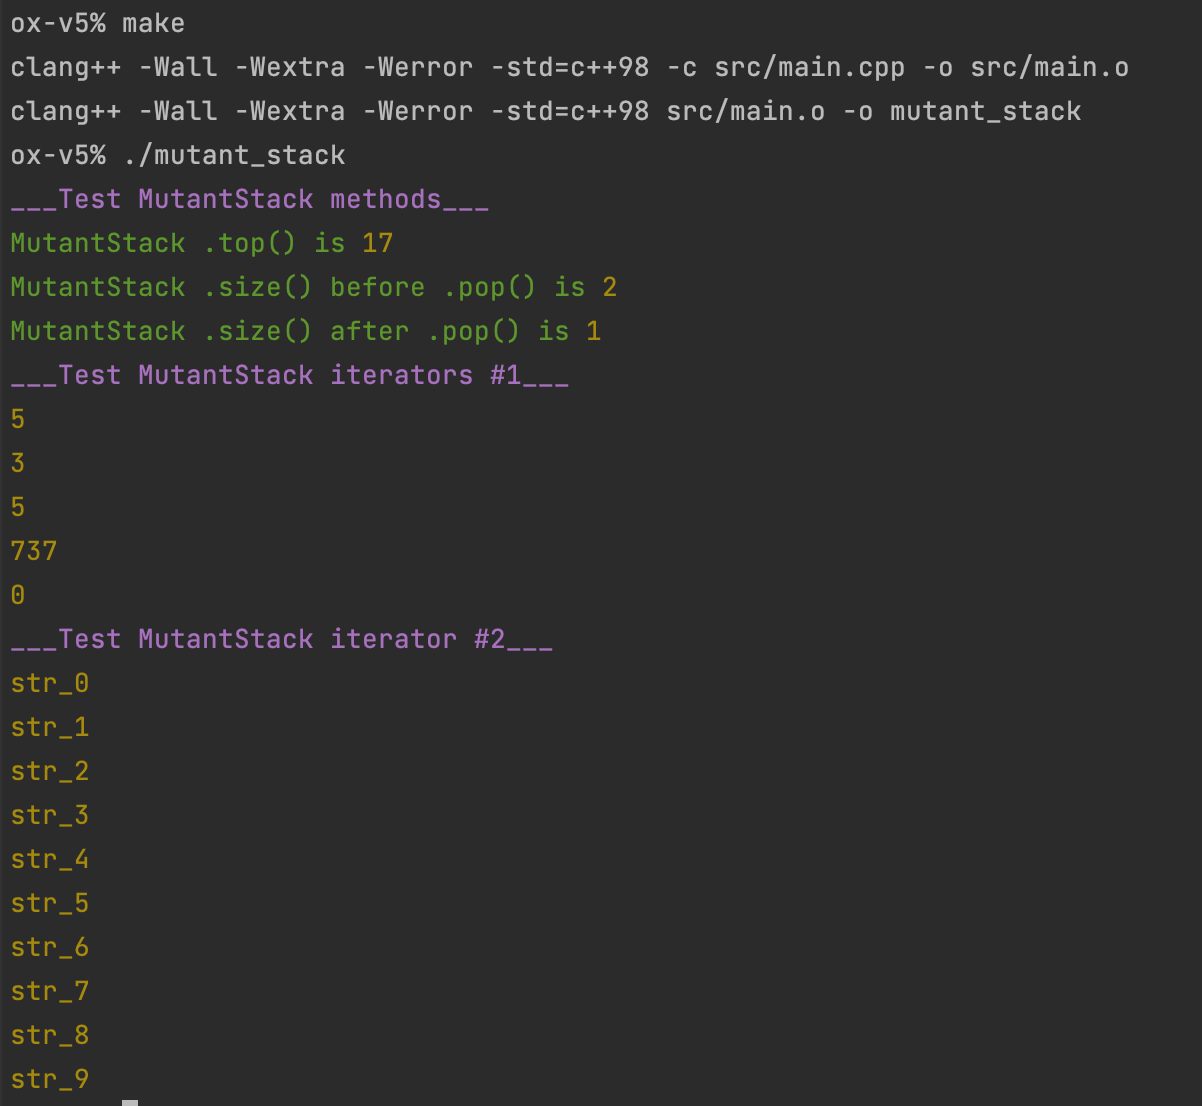 ox-v5% make
clang++ -Wall -Wextra -Werror -std=c++98 -c src/main.cpp -o src/main.o
clang++ -Wall -Wextra -Werror -std=c++98 src/main.o -o mutant_stack
ox-v5% ./mutant_stack
___Test MutantStack methods___
MutantStack .top() is 17
MutantStack .size() before .pop() is 2
MutantStack .size() after .pop() is 1
___Test MutantStack iterators #1___
5
3
5
737
0
___Test MutantStack iterator #2___
str_0
str_1
str_2
str_3
str_4
str_5
str_6
str_7
str_8
str_9